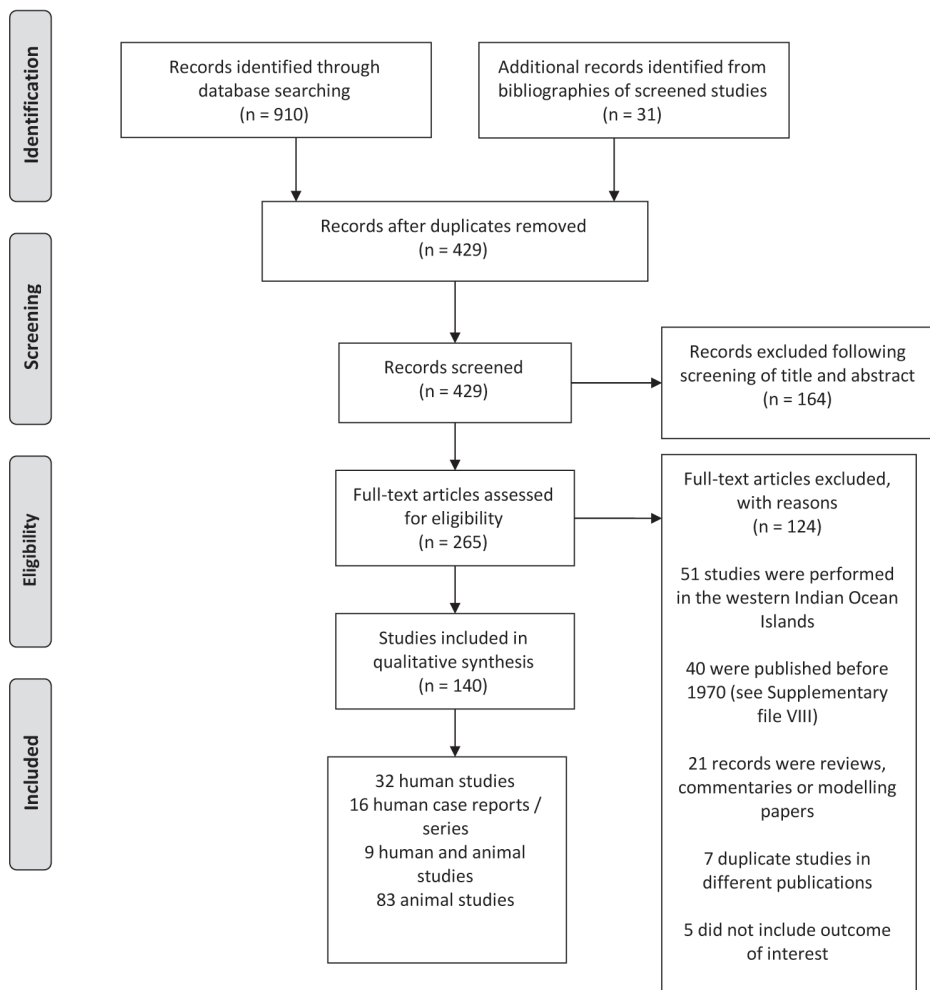 Identification
Records identified through
database searching
(n = 910)
Additional records identified from
bibliographies of screened studies
(n = 31)
Records after duplicates removed
(n = 429)
Screening
Records screened
(n = 429)
Records excluded following
screening of title and abstract
(n = 164)
Eligibility
Full-text articles assessed
for eligibility
(n = 265)
Full-text articles excluded,
with reasons
(n = 124)
51 studies were performed
in the western Indian Ocean
Islands
40 were published before
1970 (see Supplementary
file VIII)
21 records were reviews,
commentaries or modelling
papers
7 duplicate studies in
different publications
5 did not include outcome
of interest
Studies included in
qualitative synthesis
(n = 140)
Included
32 human studies
16 human case reports /
series
9 human and animal
studies
83 animal studies